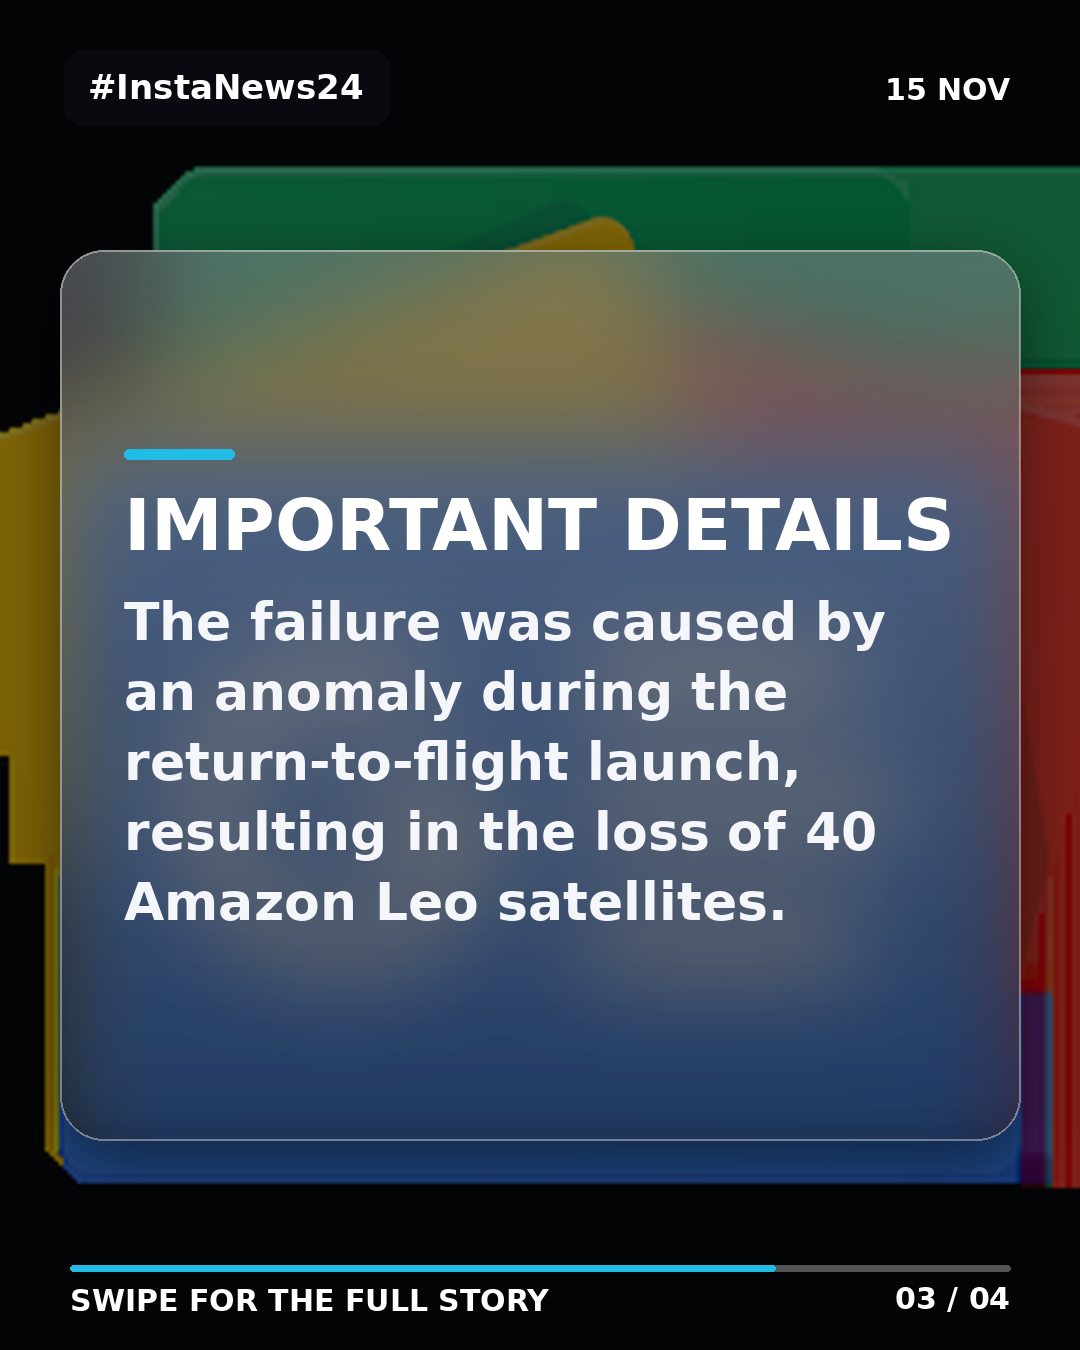 #InstaNews24
15 NOV
IMPORTANT DETAILS
The failure was caused by
an anomaly during the
return-to-flight launch,
resulting in the loss of 40
Amazon Leo satellites.
SWIPE FOR THE FULL STORY
03 / 04